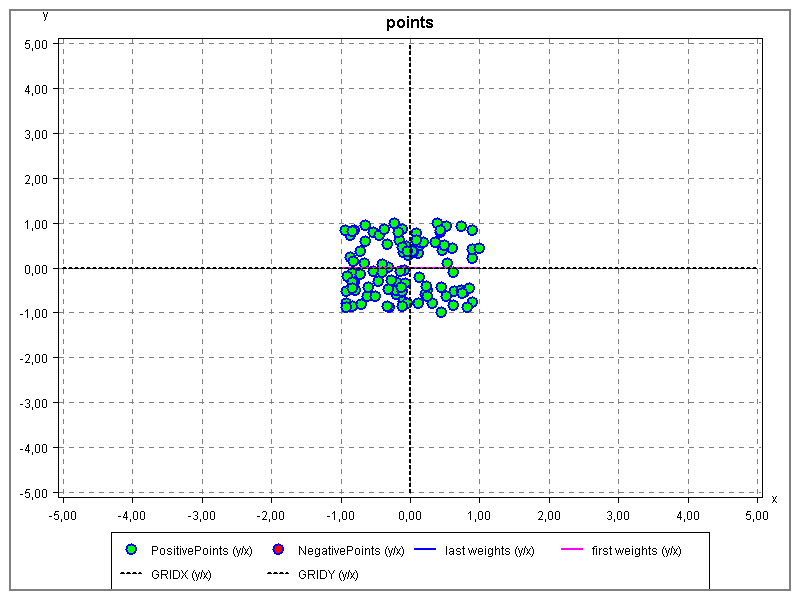 points
y
5,00
4,00
3,00
2,00
1,00
0,00
-1,00
-2,00
-3,00
-4,00
-5,00
-5,00 -4,00 -3,00 -2,00 -1,00 0,00 1,00 2,00 3,00 4,00 5,00
x
PositivePoints (y/x) NegativePoints (y/x) last weights (y/x) first weights (y/x)
GRIDX (y/x) GRIDY (y/x)